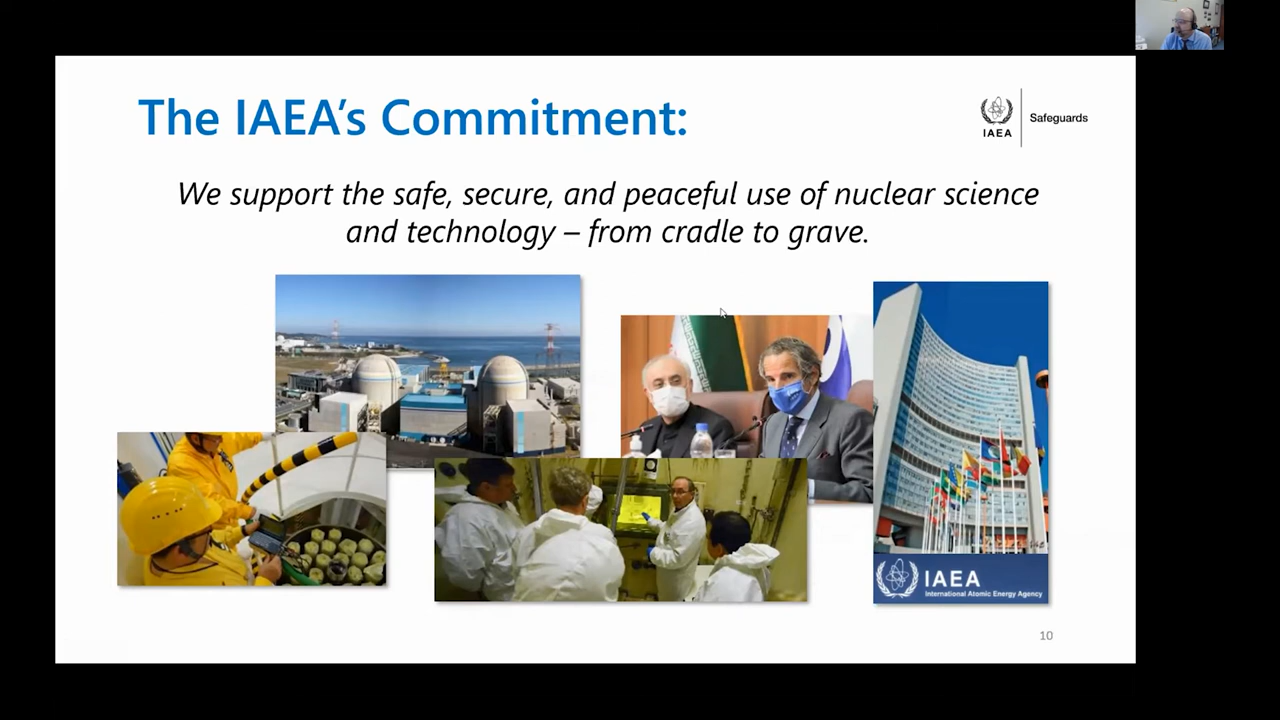 The IAEA's Commitment:
IAEA
Safeguards
We support the safe, secure, and peaceful use of nuclear science
and technology – from cradle to grave.
IAEA
International Atomic Energy Agency
10